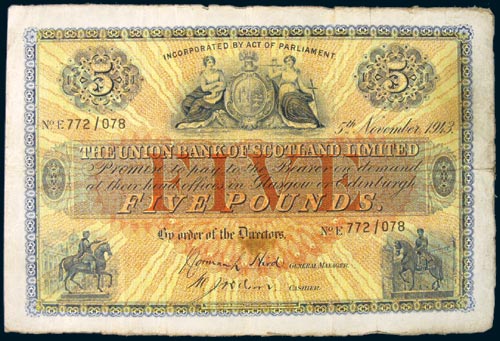 INCORPORATED BY ACT OF PARLIAMENT
5 5
No E 772/078
5th November 1913.
THE UNION BANK OF SCOTLAND LIMITED
Promise to pay to the Bearer on demand
at their head offices in Glasgow or Edinburgh
FIVE
FIVE POUNDS.
No E 772/078
By order of the Directors.
GENERAL MANAGER.
CASHIER.